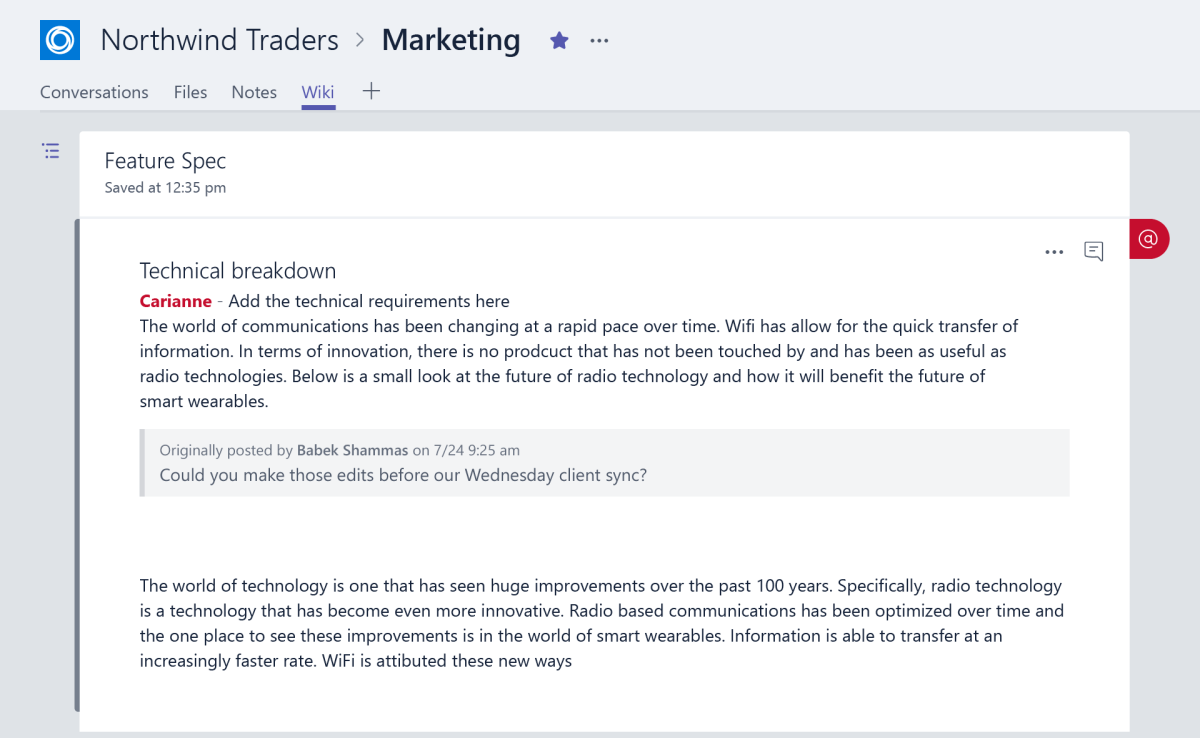 Northwind Traders > Marketing ...
Conversations Files Notes Wiki +
Feature Spec
Saved at 12:35 pm
@
Technical breakdown
Carianne - Add the technical requirements here
The world of communications has been changing at a rapid pace over time. Wifi has allow for the quick transfer of
information. In terms of innovation, there is no prodcuct that has not been touched by and has been as useful as
radio technologies. Below is a small look at the future of radio technology and how it will benefit the future of
smart wearables.
Originally posted by Babek Shammas on 7/24 9:25 am
Could you make those edits before our Wednesday client sync?
The world of technology is one that has seen huge improvements over the past 100 years. Specifically, radio technology
is a technology that has become even more innovative. Radio based communications has been optimized over time and
the one place to see these improvements is in the world of smart wearables. Information is able to transfer at an
increasingly faster rate. WiFi is attibuted these new ways